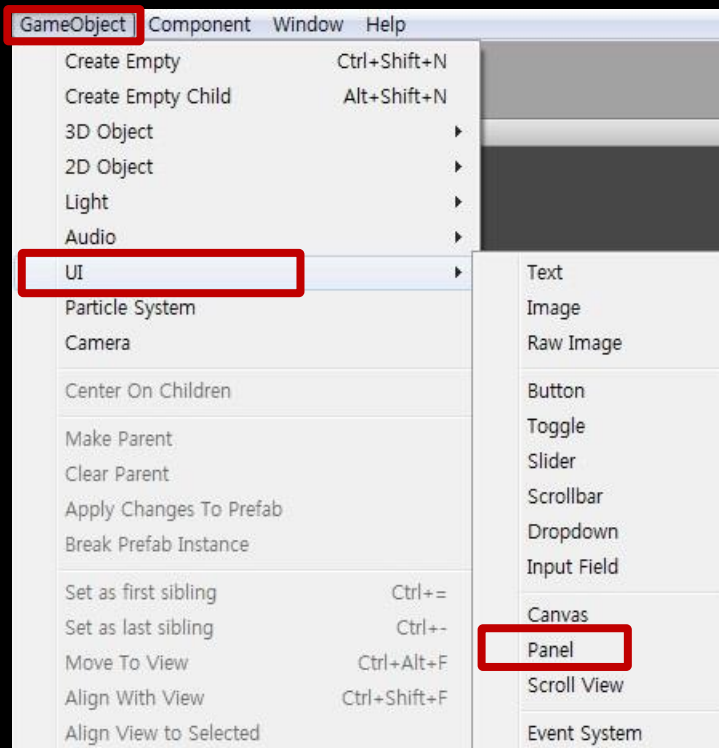 GameObject Component Window Help
Create Empty Ctrl+Shift+N
Create Empty Child Alt+Shift+N
3D Object
2D Object
Light
Audio
UI
Particle System
Camera
Center On Children
Make Parent
Clear Parent
Apply Changes To Prefab
Break Prefab Instance
Set as first sibling Ctrl+=
Set as last sibling Ctrl+-
Move To View Ctrl+Alt+F
Align With View Ctrl+Shift+F
Align View to Selected
Text
Image
Raw Image
Button
Toggle
Slider
Scrollbar
Dropdown
Input Field
Canvas
Panel
Scroll View
Event System